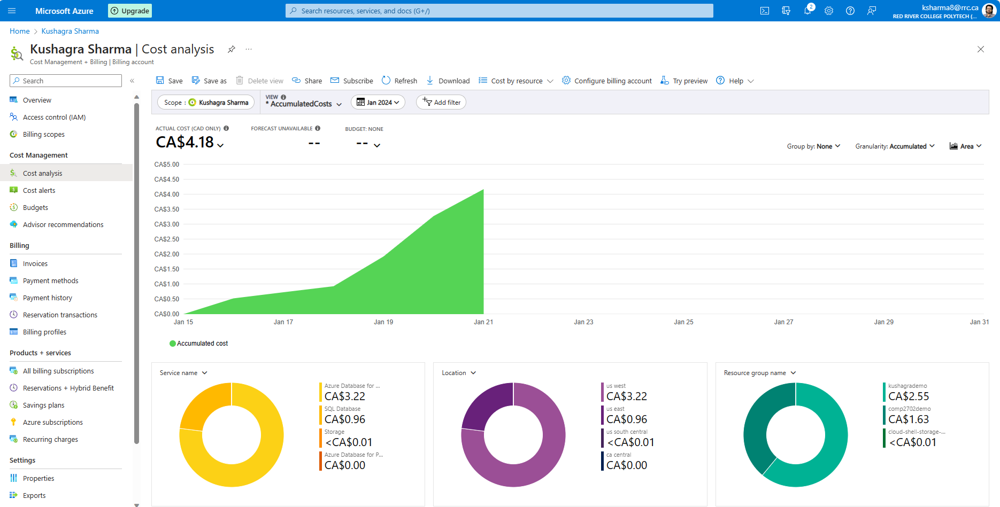 Microsoft Azure
Upgrade
Search resources, services, and docs (G+/)
2
ksharma8@rrc.ca
RED RIVER COLLEGE POLYTECH (...
Home > Kushagra Sharma
Kushagra Sharma | Cost analysis
Cost Management + Billing | Billing account
Search
Overview
Access control (IAM)
Billing scopes
Cost Management
Cost analysis
Cost alerts
Budgets
Advisor recommendations
Billing
Invoices
Payment methods
Payment history
Reservation transactions
Billing profiles
Products + services
All billing subscriptions
Reservations + Hybrid Benefit
Savings plans
Azure subscriptions
Recurring charges
Settings
Properties
Exports
Save Save as Delete view Share Subscribe Refresh Download Cost by resource Configure billing account Try preview Help
Scope : Kushagra Sharma
VIEW
* AccumulatedCosts
Jan 2024
Add filter
ACTUAL COST (CAD ONLY)
CA$4.18
FORECAST UNAVAILABLE
--
BUDGET: NONE
--
Group by: None Granularity: Accumulated Area
CA$5.00
CA$4.50
CA$4.00
CA$3.50
CA$3.00
CA$2.50
CA$2.00
CA$1.50
CA$1.00
CA$0.50
CA$0.00
Jan 15 Jan 17 Jan 19 Jan 21 Jan 23 Jan 25 Jan 27 Jan 29 Jan 31
Accumulated cost
Service name
Azure Database for ...
CA$3.22
SQL Database
CA$0.96
Storage
<CA$0.01
Azure Database for P...
CA$0.00
Location
us west
CA$3.22
us east
CA$0.96
us south central
<CA$0.01
ca central
CA$0.00
Resource group name
kushagrademo
CA$2.55
comp2702demo
CA$1.63
cloud-shell-storage-...
<CA$0.01